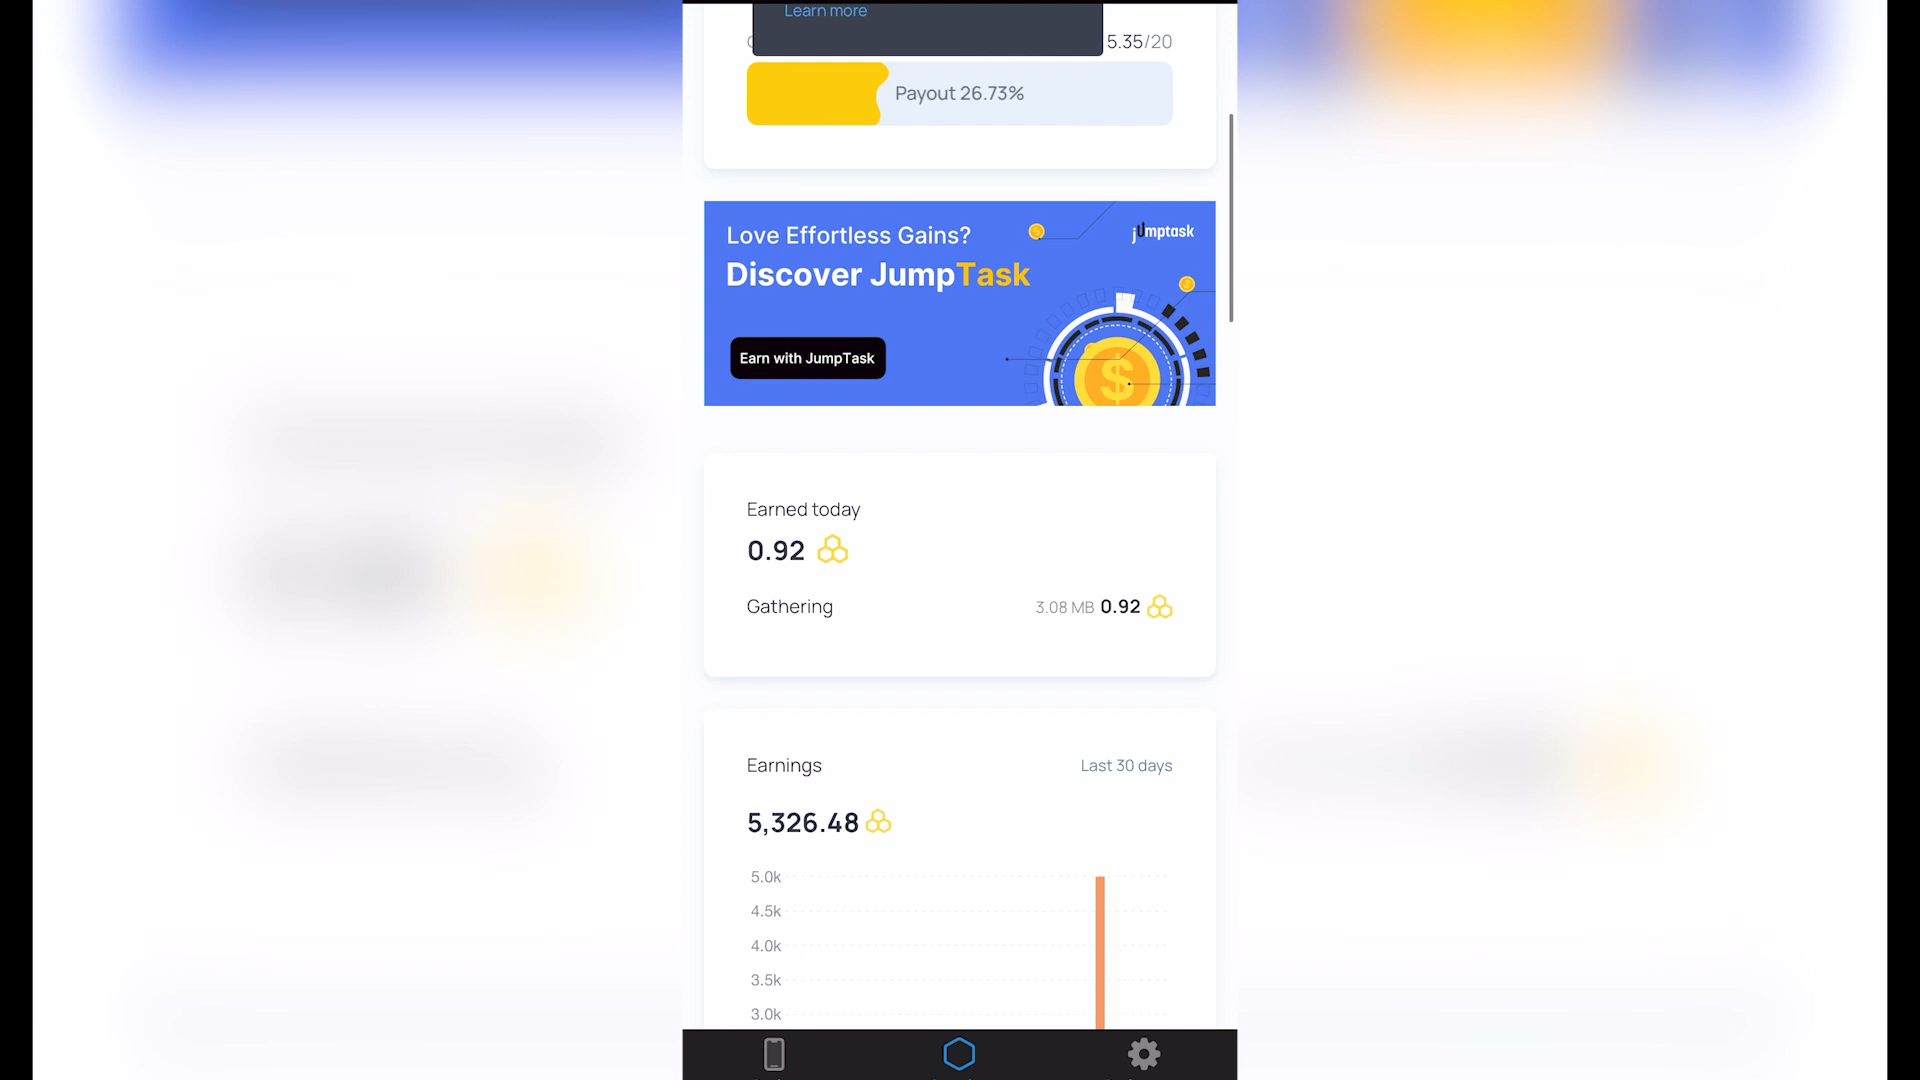 Learn more
5.35/20
Payout 26.73%
Love Effortless Gains?
jumptask
Discover JumpTask
Earn with JumpTask
Earned today
0.92
Gathering 3.08 MB 0.92
Earnings Last 30 days
5,326.48
5.0k
4.5k
4.0k
3.5k
3.0k